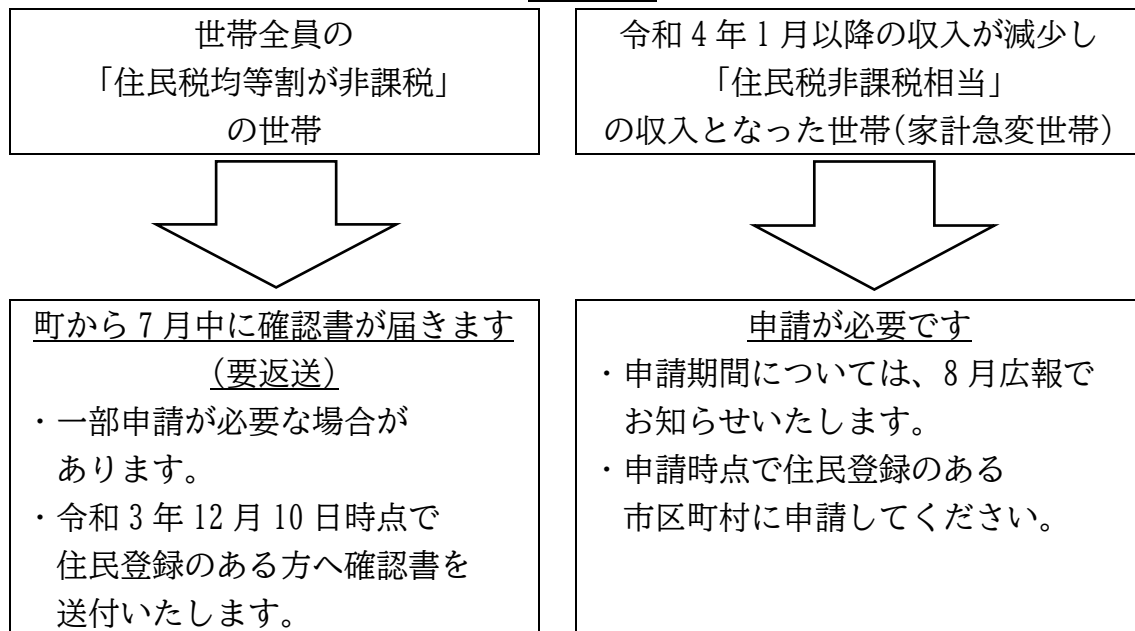 世帯全員の
「住民税均等割が非課税」
の世帯
令和4年1月以降の収入が減少し
「住民税非課税相当」
の収入となった世帯(家計急変世帯)
町から7月中に確認書が届きます
(要返送)
・一部申請が必要な場合が
あります。
・令和3年12月10日時点で
住民登録のある方へ確認書を
送付いたします。
申請が必要です
・申請期間については、8月広報で
お知らせいたします。
・申請時点で住民登録のある
市区町村に申請してください。